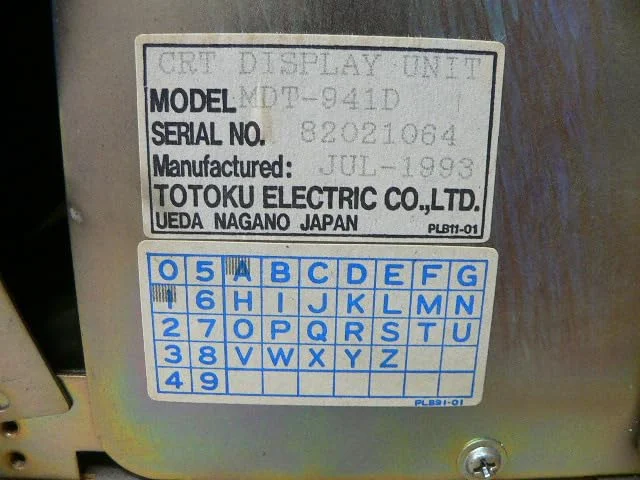 CRT DISPLAY UNIT
MODEL MDT-941D
SERIAL NO. 82021064
Manufactured: JUL-1993
TOTOKU ELECTRIC CO.,LTD.
UEDA NAGANO JAPAN PLB11-01
0 5 A B C D E F G
1 6 H I J K L M N
2 7 O P Q R S T U
3 8 V W X Y Z
4 9
PLB91-01